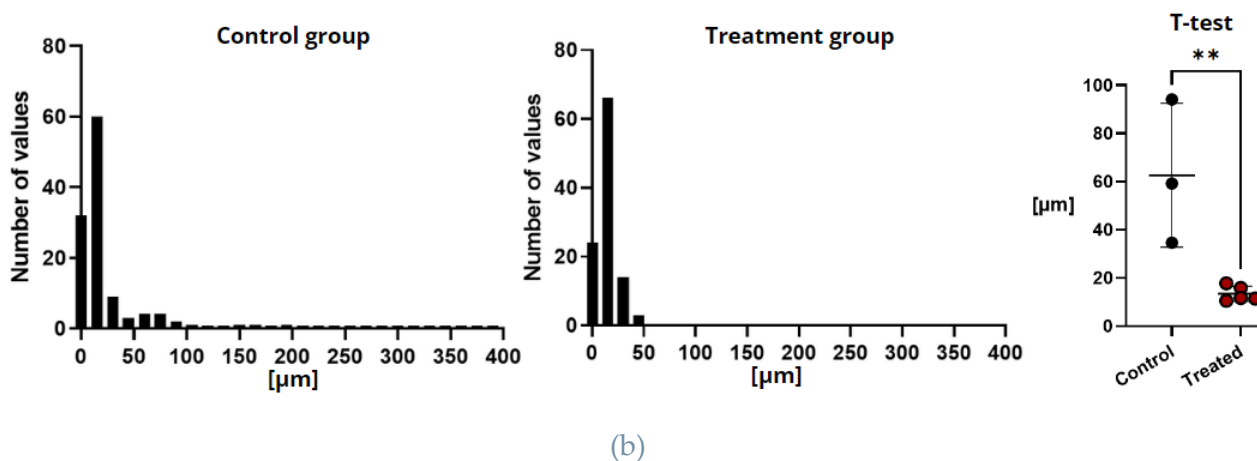 Control group
Number of values
80
60
40
20
0
0 50 100 150 200 250 300 350 400
[µm]
Treatment group
Number of values
80
60
40
20
0
0 50 100 150 200 250 300 350 400
[µm]
T-test
**
[µm]
100
80
60
40
20
0
Control
Treated
(b)